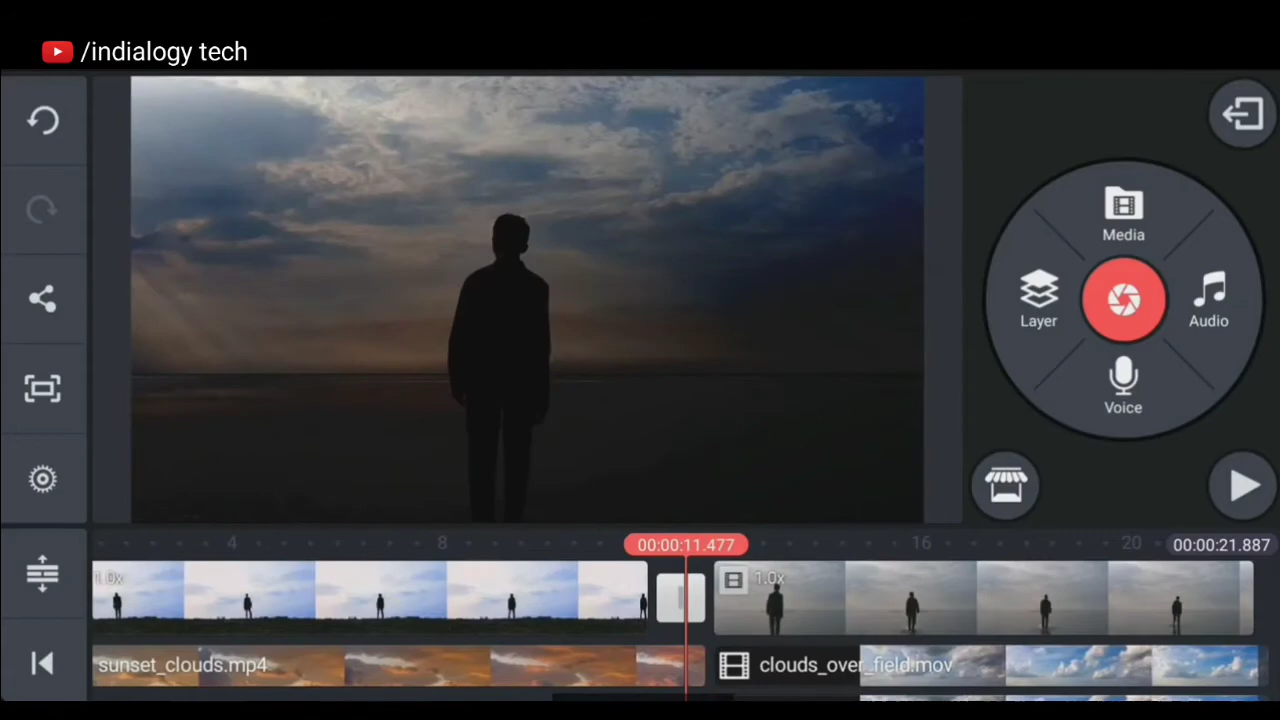 /indialogy tech
Media
Layer
Audio
Voice
4
8
00:00:11.477
16
20
00:00:21.887
1.0x
1.0x
sunset_clouds.mp4
clouds_over_field.mov